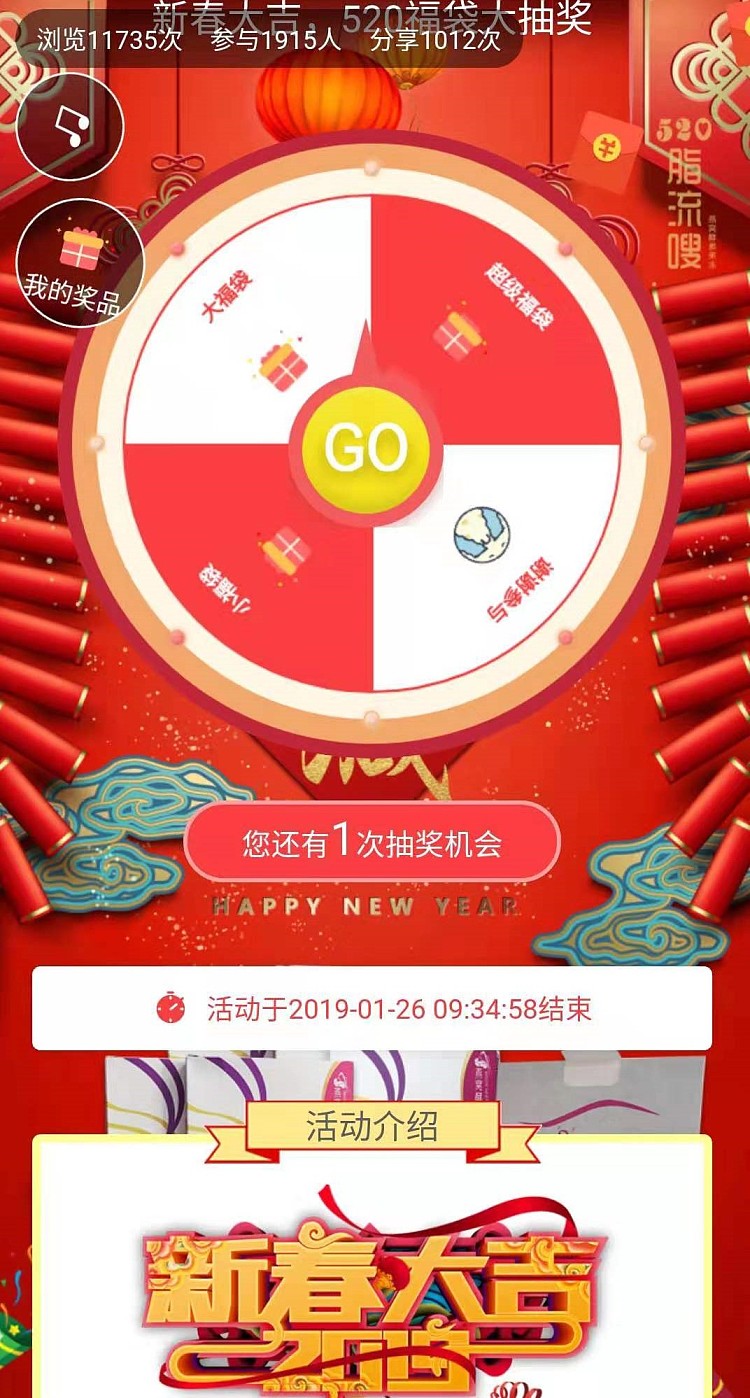 新春大吉，520福袋大抽奖
浏览11735次 参与1915人 分享1012次
520
脂流嗖
我的奖品
大福袋
超级福袋
GO
小福袋
谢谢参与
您还有1次抽奖机会
HAPPY NEW YEAR
活动于2019-01-26 09:34:58结束
活动介绍
新春大吉
2019